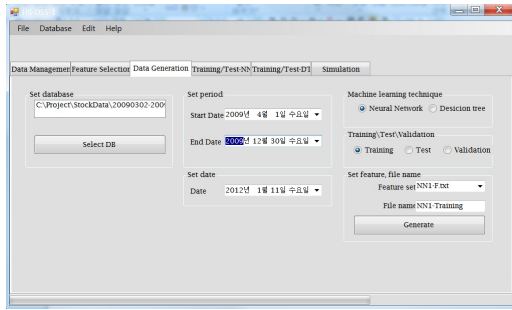 File Database Edit Help
Data Managemer Feature Selection Data Generation Training/Test-NN Training/Test-DT Simulation
Set database
C:\Project\StockData\20090302-2009
Select DB
Set period
Start Date 2009년 4월 1일 수요일
End Date 2009년 12월 30일 수요일
Set date
Date 2012년 1월 11일 수요일
Machine learning technique
Neural Network Desicion tree
Training\Test\Validation
Training Test Validation
Set feature, file name
Feature set NN1-F.txt
File name NN1-Training
Generate